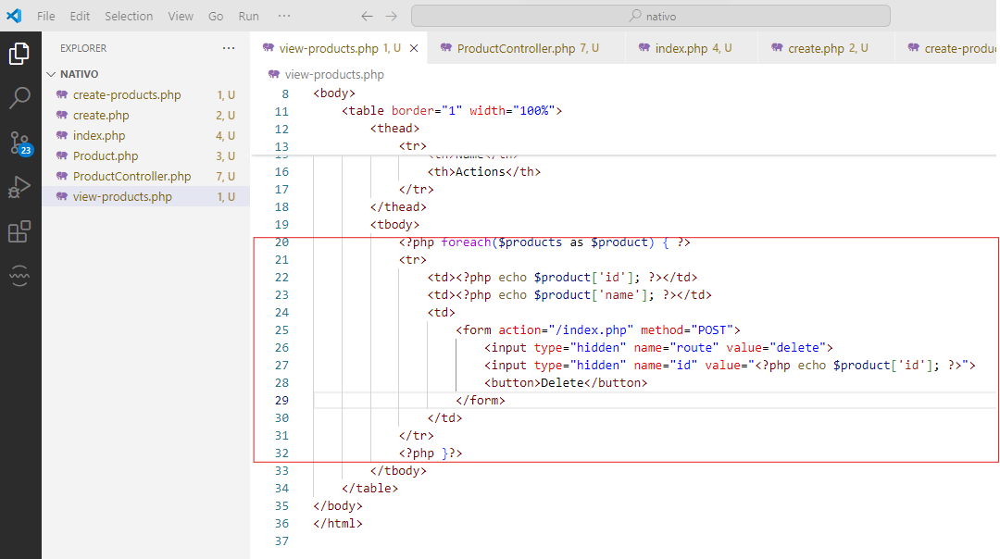 File Edit Selection View Go Run ··· ← → nativo
EXPLORER ···
NATIVO
create-products.php 1, U
create.php 2, U
index.php 4, U
Product.php 3, U
ProductController.php 7, U
view-products.php 1, U
23
view-products.php 1, U ×
ProductController.php 7, U
index.php 4, U
create.php 2, U
create-produc
view-products.php
8 <body>
11 <table border="1" width="100%">
12 <thead>
13 <tr>
15 <th>Name</th>
16 <th>Actions</th>
17 </tr>
18 </thead>
19 <tbody>
20 <?php foreach($products as $product) { ?>
21 <tr>
22 <td><?php echo $product['id']; ?></td>
23 <td><?php echo $product['name']; ?></td>
24 <td>
25 <form action="/index.php" method="POST">
26 <input type="hidden" name="route" value="delete">
27 <input type="hidden" name="id" value="<?php echo $product['id']; ?>">
28 <button>Delete</button>
29 </form>
30 </td>
31 </tr>
32 <?php }?>
33 </tbody>
34 </table>
35 </body>
36 </html>
37